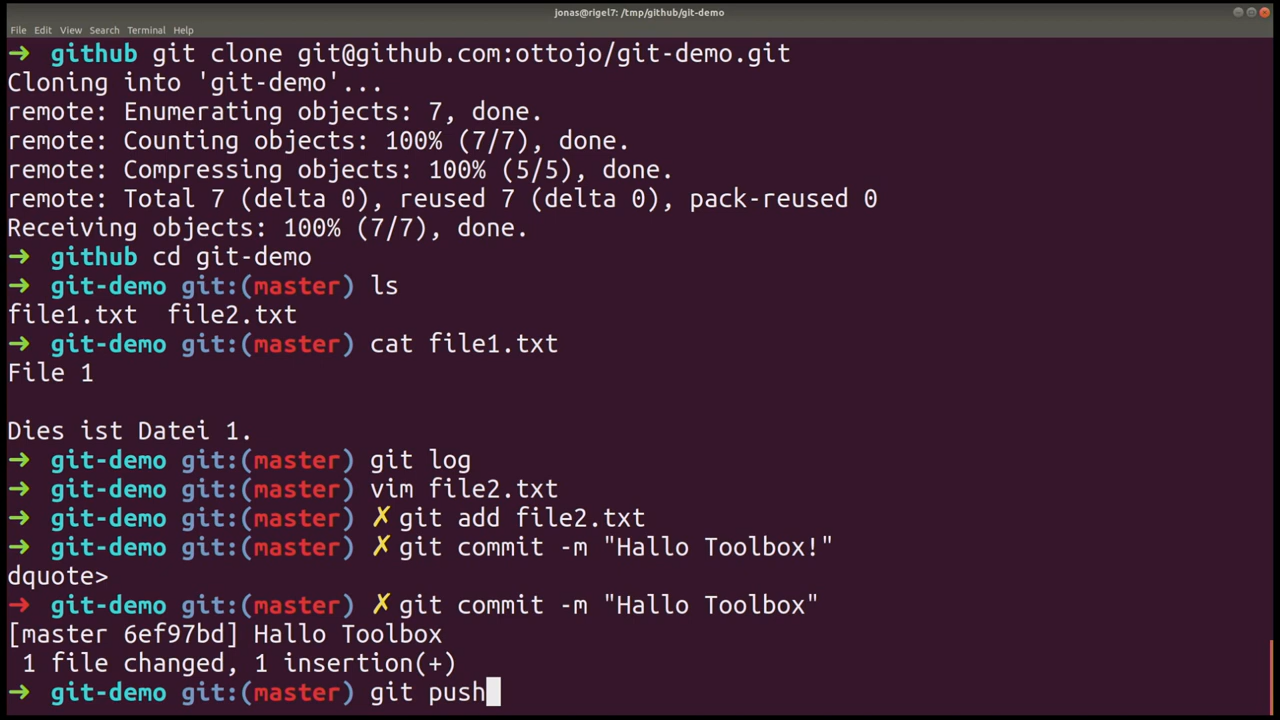 jonas@rigel7: /tmp/github/git-demo
File Edit View Search Terminal Help
➜ github git clone git@github.com:ottojo/git-demo.git
Cloning into 'git-demo'...
remote: Enumerating objects: 7, done.
remote: Counting objects: 100% (7/7), done.
remote: Compressing objects: 100% (5/5), done.
remote: Total 7 (delta 0), reused 7 (delta 0), pack-reused 0
Receiving objects: 100% (7/7), done.
➜ github cd git-demo
➜ git-demo git:(master) ls
file1.txt  file2.txt
➜ git-demo git:(master) cat file1.txt
File 1
Dies ist Datei 1.
➜ git-demo git:(master) git log
➜ git-demo git:(master) vim file2.txt
➜ git-demo git:(master) ✗ git add file2.txt
➜ git-demo git:(master) ✗ git commit -m "Hallo Toolbox!"
dquote>
➜ git-demo git:(master) ✗ git commit -m "Hallo Toolbox"
[master 6ef97bd] Hallo Toolbox
1 file changed, 1 insertion(+)
➜ git-demo git:(master) git push